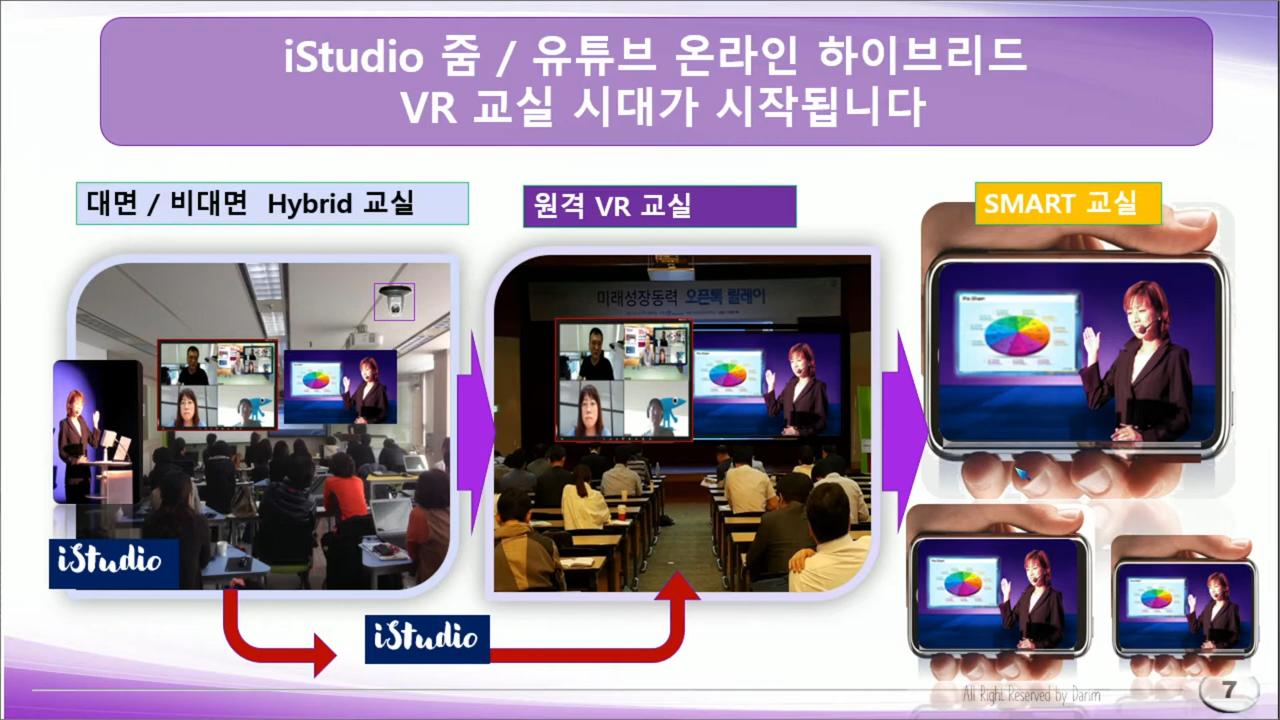 iStudio 줌 / 유튜브 온라인 하이브리드
VR 교실 시대가 시작됩니다
대면 / 비대면 Hybrid 교실
원격 VR 교실
SMART 교실
미래성장동력 오픈톡 릴레이
iStudio
iStudio
All Right Reserved by Darim
7